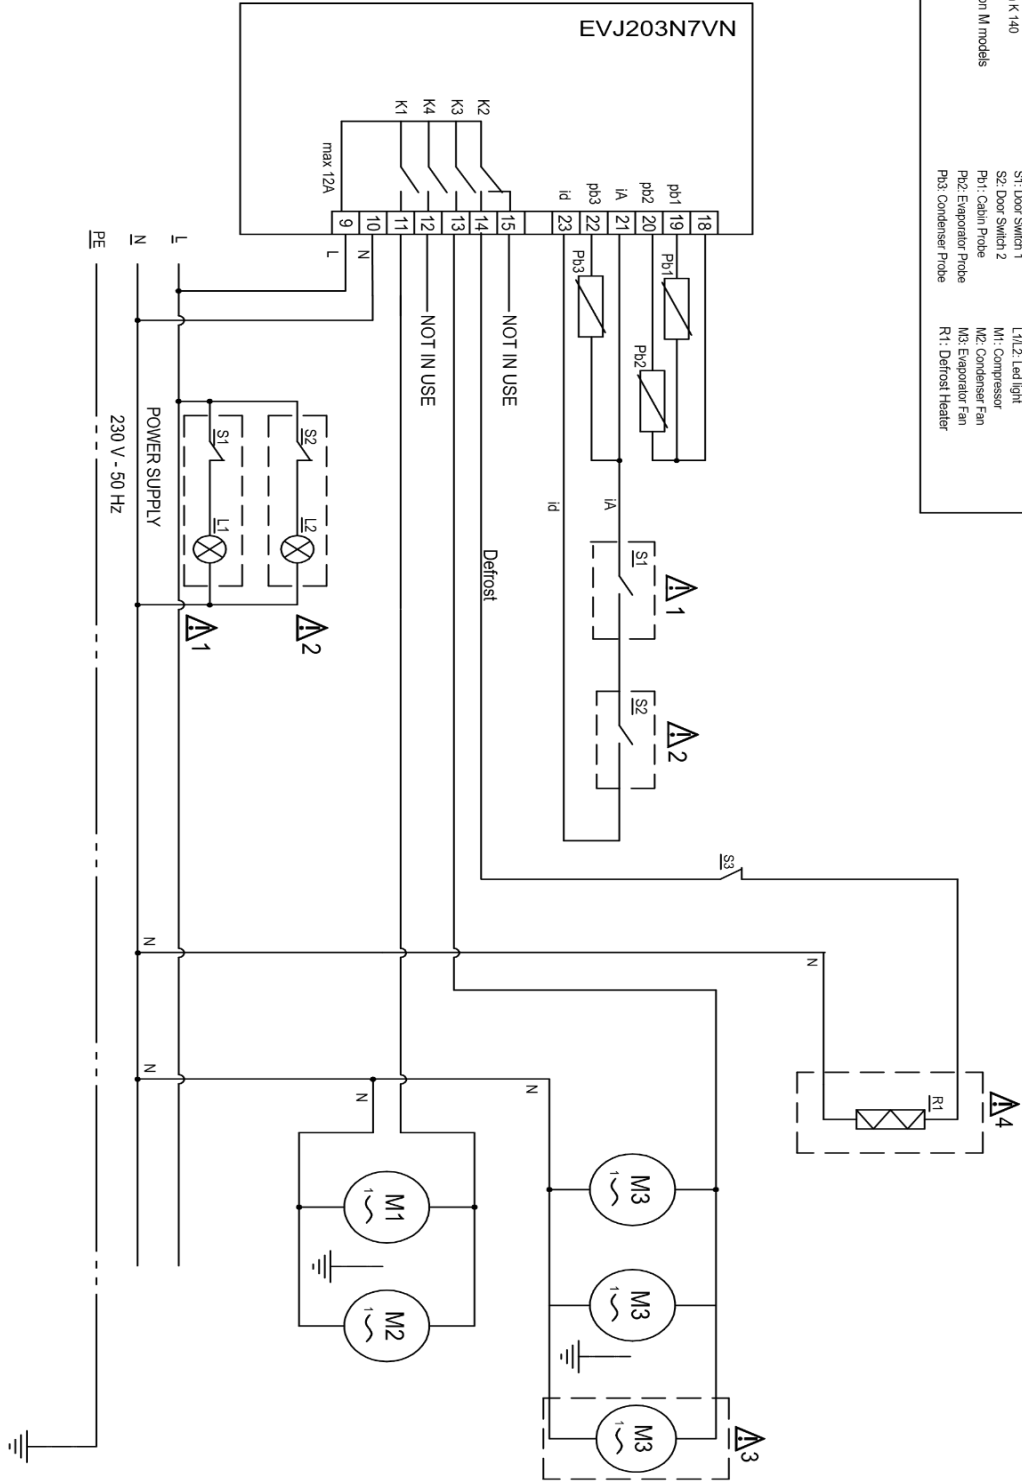 EVJ203N7VN
K 140
on M models
S1: Door Switch 1
S2: Door Switch 2
Pb1: Cabin Probe
Pb2: Evaporator Probe
Pb3: Condenser Probe
L1/L2: Led light
M1: Compressor
M2: Condenser Fan
M3: Evaporator Fan
R1: Defrost Heater
K1
K4
K3
K2
max 12A
id
pb3
iA
pb2
pb1
9
10
11
12
13
14
15
23
22
21
20
19
18
L
N
NOT IN USE
NOT IN USE
Pb3
Pb1
Pb2
PE
N
L
POWER SUPPLY
230 V - 50 Hz
S1
L1
1
S2
L2
2
id
iA
Defrost
S1
1
S2
2
S3
N
N
N
N
N
R1
4
M1
1
M2
1
M3
1
M3
1
M3
1
3